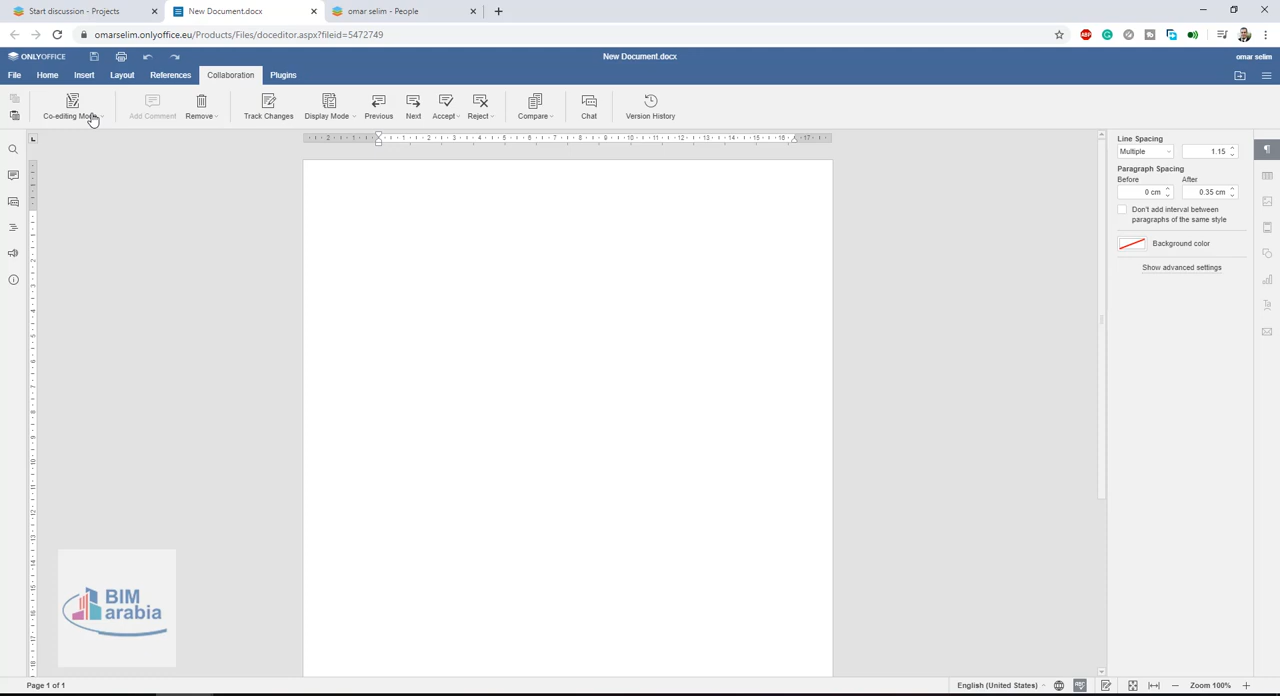 Start discussion - Projects
New Document.docx
omar selim - People
omarselim.onlyoffice.eu/Products/Files/doceditor.aspx?fileid=5472749
ONLYOFFICE
New Document.docx
omar selim
File Home Insert Layout References Collaboration Plugins
Co-editing Mode
Add Comment
Remove
Track Changes
Display Mode
Previous
Next
Accept
Reject
Compare
Chat
Version History
Line Spacing
Multiple
1.15
Paragraph Spacing
Before
After
0 cm
0.35 cm
Don't add interval between
paragraphs of the same style
Background color
Show advanced settings
BIM
arabia
Page 1 of 1
English (United States)
Zoom 100%